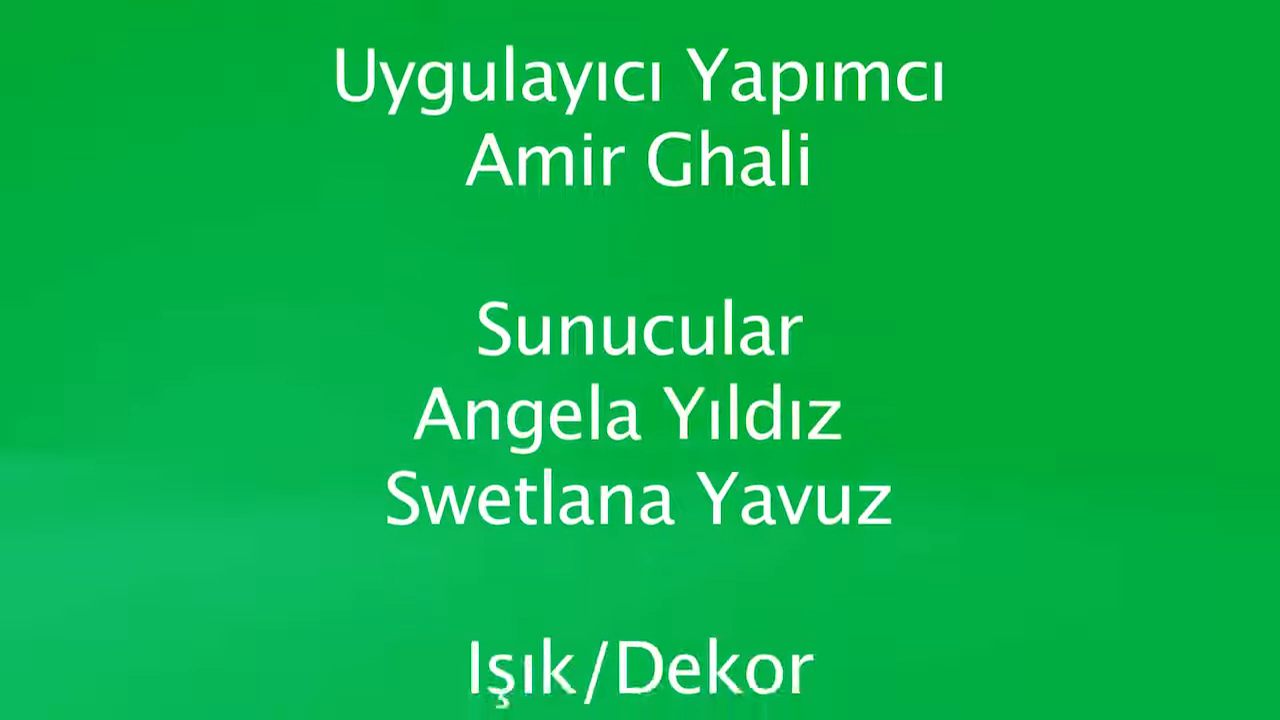 Uygulayıcı Yapımcı
Amir Ghali
Sunucular
Angela Yıldız
Swetlana Yavuz
Işık/Dekor